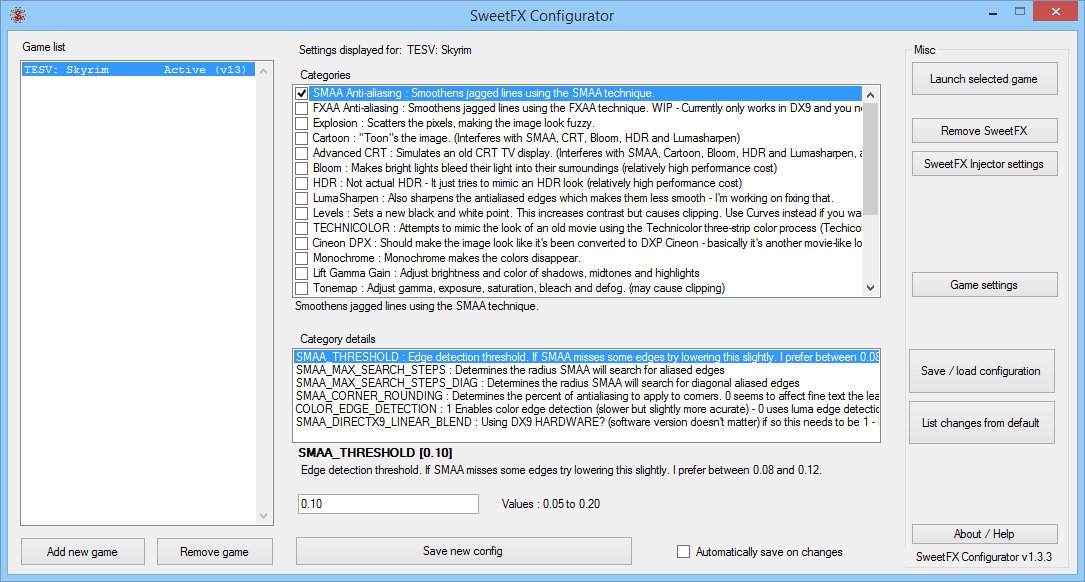 SweetFX Configurator
Game list
TESV: Skyrim Active (v13)
Add new game
Remove game
Settings displayed for: TESV: Skyrim
Categories
SMAA Anti-aliasing : Smoothens jagged lines using the SMAA technique.
FXAA Anti-aliasing : Smoothens jagged lines using the FXAA technique. WIP - Currently only works in DX9 and you n
Explosion : Scatters the pixels, making the image look fuzzy.
Cartoon : "Toon"s the image. (Interferes with SMAA, CRT, Bloom, HDR and Lumasharpen)
Advanced CRT : Simulates an old CRT TV display. (Interferes with SMAA, Cartoon, Bloom, HDR and Lumasharpen,
Bloom : Makes bright lights bleed their light into their surroundings (relatively high performance cost)
HDR : Not actual HDR - It just tries to mimic an HDR look (relatively high performance cost)
LumaSharpen : Also sharpens the antialiased edges which makes them less smooth - I'm working on fixing that.
Levels : Sets a new black and white point. This increases contrast but causes clipping. Use Curves instead if you wa
TECHNICOLOR : Attempts to mimic the look of an old movie using the Technicolor three-strip color process (Techicol
Cineon DPX : Should make the image look like it's been converted to DXP Cineon - basically it's another movie-like lo
Monochrome : Monochrome makes the colors disappear.
Lift Gamma Gain : Adjust brightness and color of shadows, midtones and highlights
Tonemap : Adjust gamma, exposure, saturation, bleach and defog. (may cause clipping)
Smoothens jagged lines using the SMAA technique.
Category details
SMAA_THRESHOLD : Edge detection threshold. If SMAA misses some edges try lowering this slightly. I prefer between 0.08
SMAA_MAX_SEARCH_STEPS : Determines the radius SMAA will search for aliased edges
SMAA_MAX_SEARCH_STEPS_DIAG : Determines the radius SMAA will search for diagonal aliased edges
SMAA_CORNER_ROUNDING : Determines the percent of antialiasing to apply to corners. 0 seems to affect fine text the lea
COLOR_EDGE_DETECTION : 1 Enables color edge detection (slower but slightly more acurate) - 0 uses luma edge detectio
SMAA_DIRECTX9_LINEAR_BLEND : Using DX9 HARDWARE? (software version doesn't matter) if so this needs to be 1 -
SMAA_THRESHOLD [0.10]
Edge detection threshold. If SMAA misses some edges try lowering this slightly. I prefer between 0.08 and 0.12.
0.10
Values : 0.05 to 0.20
Save new config
Automatically save on changes
Misc
Launch selected game
Remove SweetFX
SweetFX Injector settings
Game settings
Save / load configuration
List changes from default
About / Help
SweetFX Configurator v1.3.3